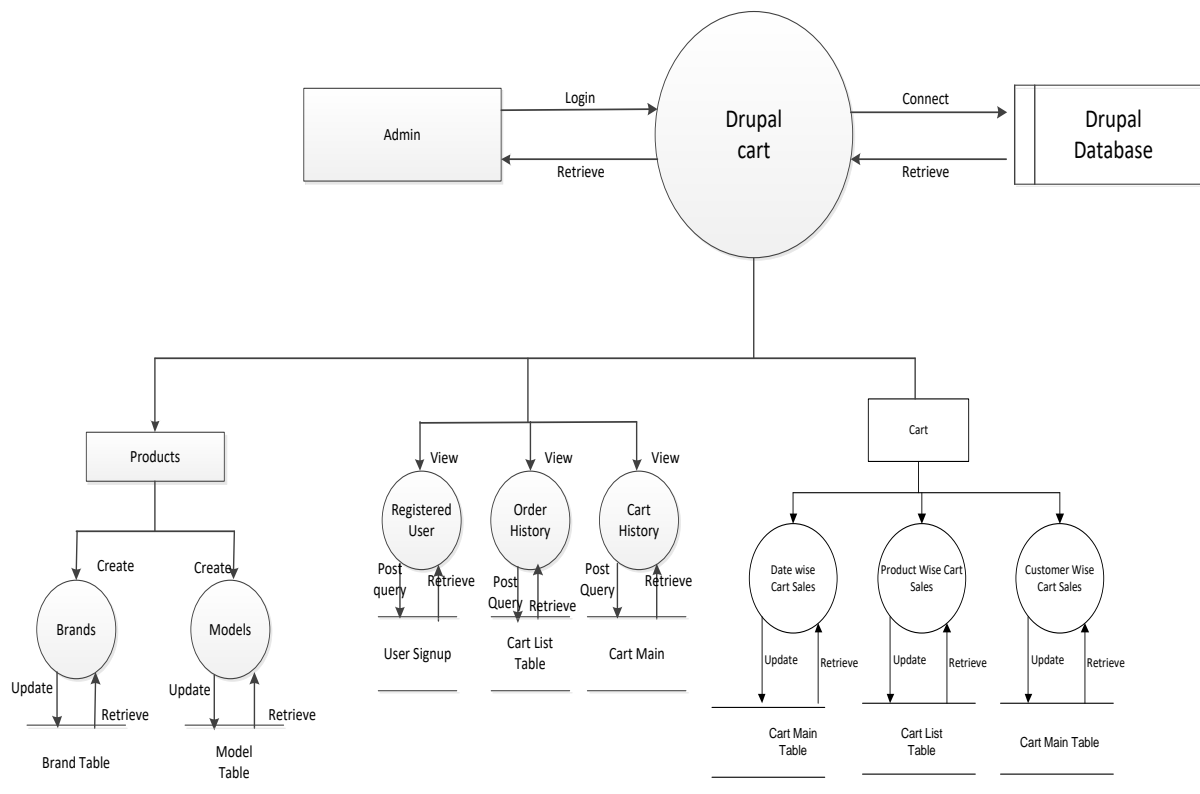 Login
Admin
Retrieve
Drupal
cart
Connect
Retrieve
Drupal
Database
Products
Create
Create
Brands
Models
Update
Retrieve
Update
Retrieve
Brand Table
Model
Table
View
View
View
Registered
User
Order
History
Cart
History
Post
query
Retrieve
Post
Query
Retrieve
Post
Query
Retrieve
User Signup
Cart List
Table
Cart Main
Cart
Date wise
Cart Sales
Product Wise Cart
Sales
Customer Wise
Cart Sales
Update
Retrieve
Update
Retrieve
Update
Retrieve
Cart Main
Table
Cart List
Table
Cart Main Table